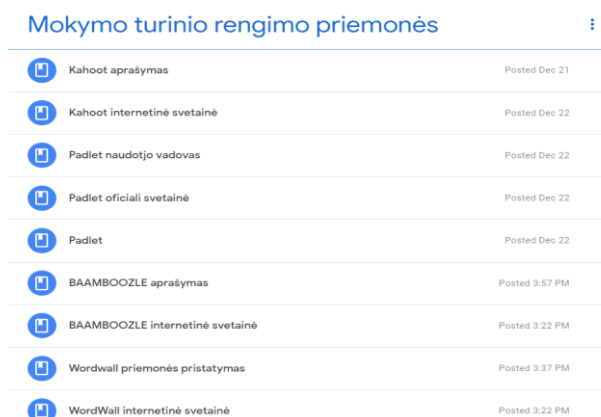 Mokymo turinio rengimo priemonės
Kahoot aprašymas Posted Dec 21
Kahoot internetinė svetainė Posted Dec 22
Padlet naudotjo vadovas Posted Dec 22
Padlet oficiali svetainė Posted Dec 22
Padlet Posted Dec 22
BAAMBOOZLE aprašymas Posted 3:57 PM
BAAMBOOZLE internetinė svetainė Posted 3:22 PM
Wordwall priemonės pristatymas Posted 3:37 PM
WordWall internetinė svetainė Posted 3:22 PM